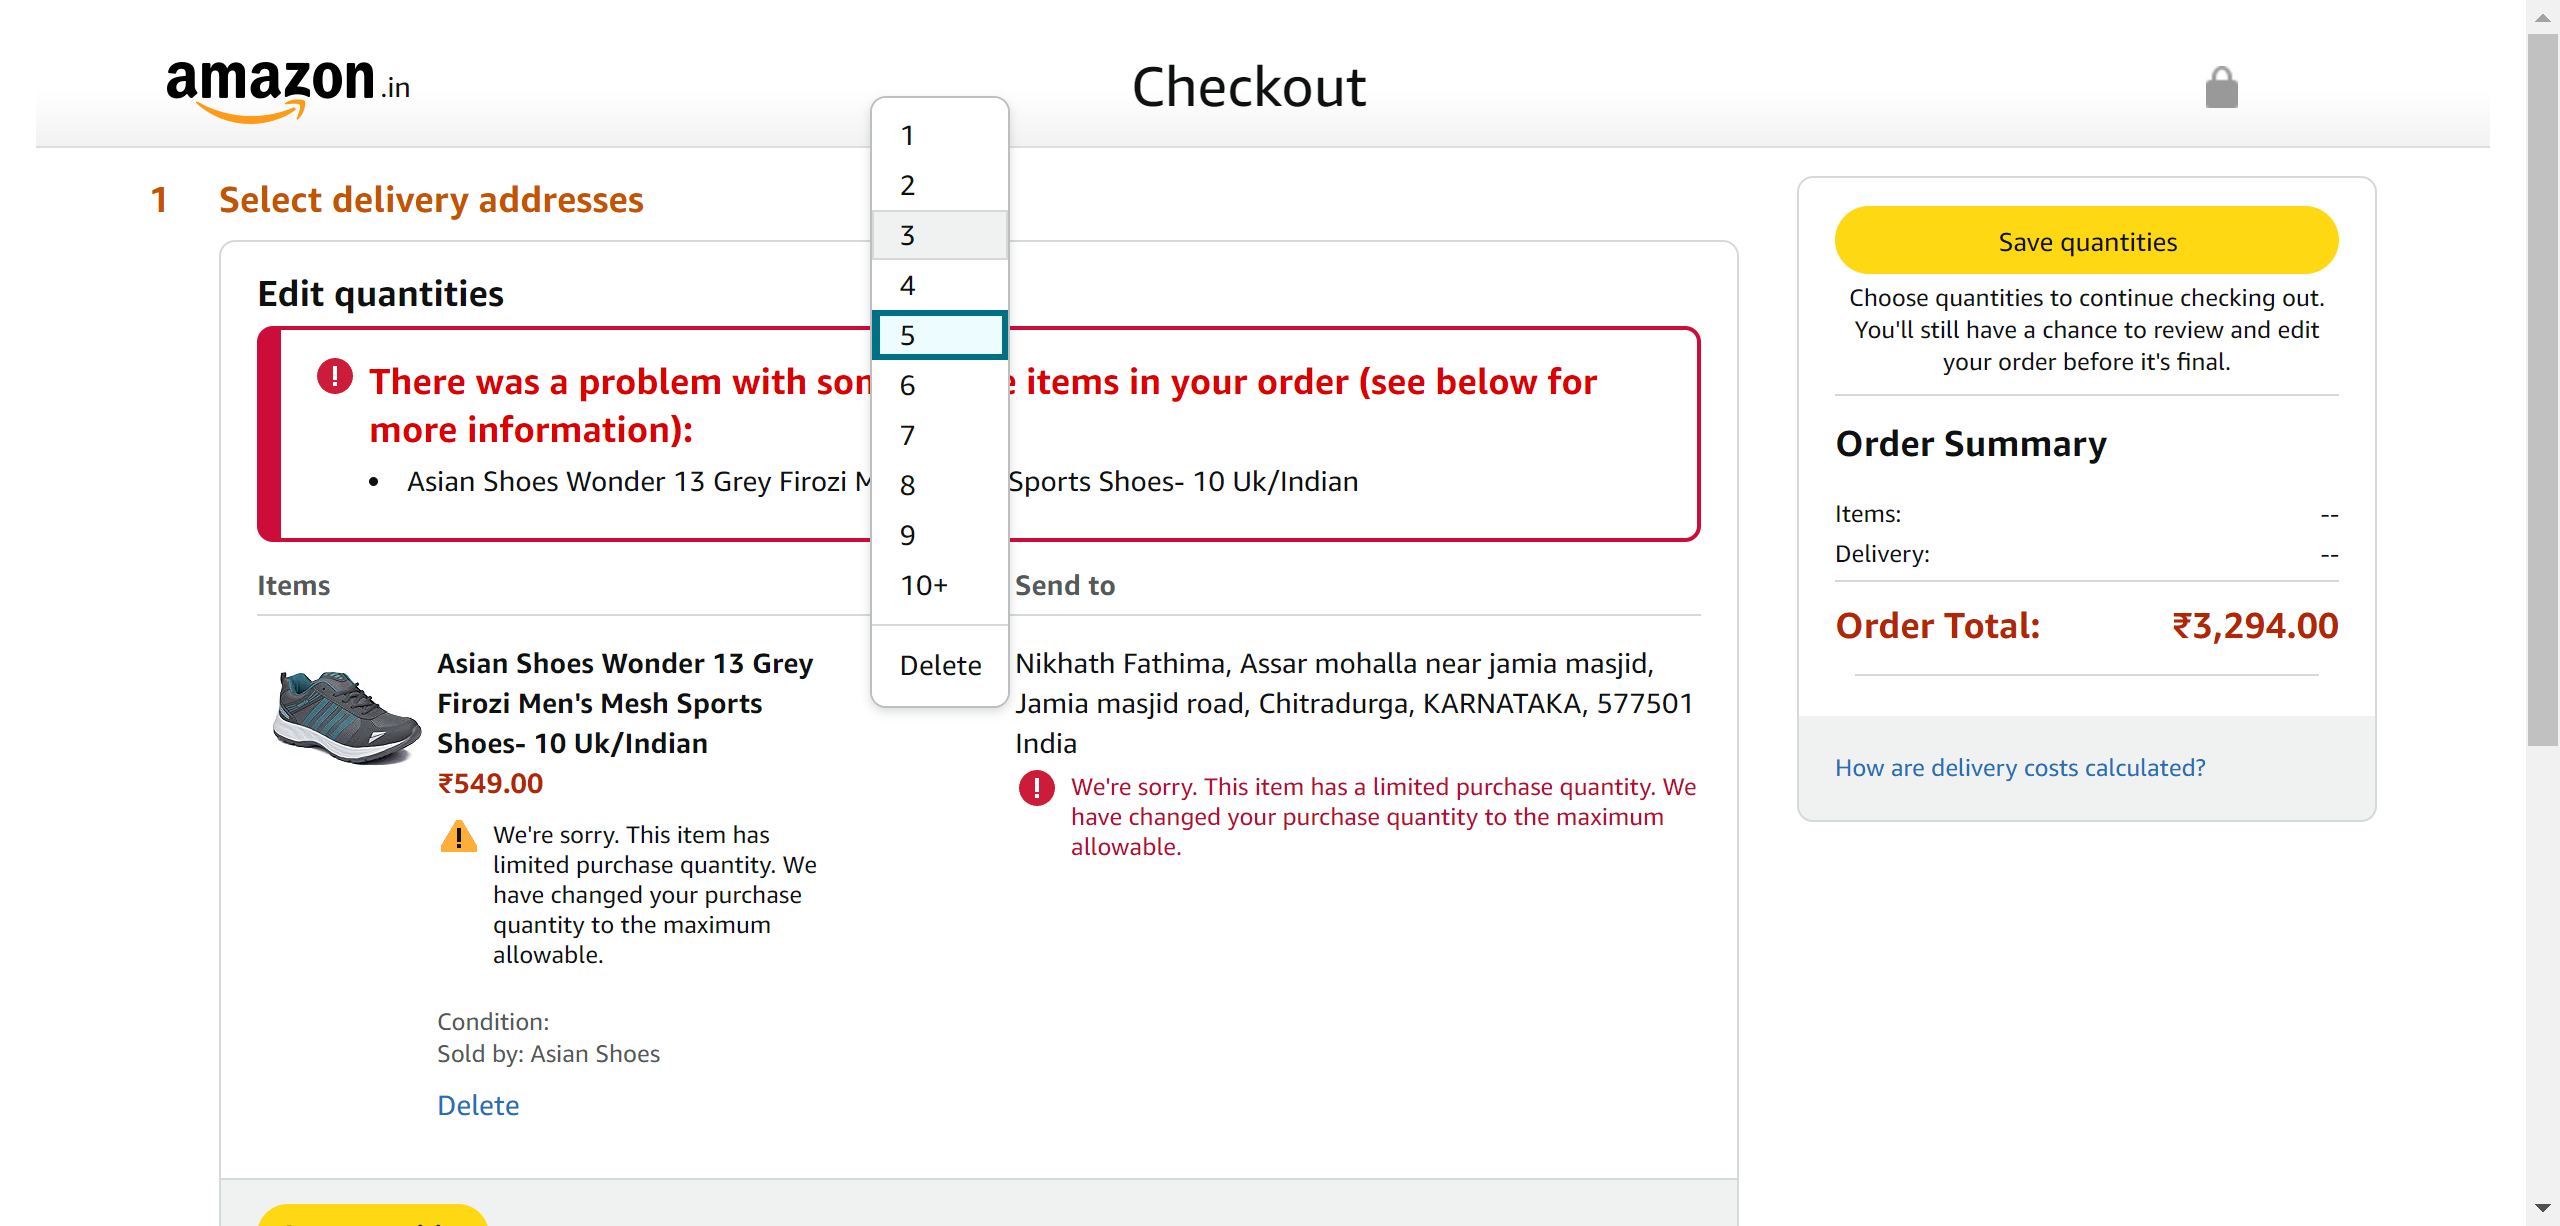 amazon.in
Checkout
1 Select delivery addresses
Edit quantities
There was a problem with items in your order (see below for
more information):
• Asian Shoes Wonder 13 Grey Firozi Sports Shoes- 10 Uk/Indian
1
2
3
4
5
6
7
8
9
10+
Delete
Items
Send to
Asian Shoes Wonder 13 Grey
Firozi Men's Mesh Sports
Shoes- 10 Uk/Indian
₹549.00
We're sorry. This item has
limited purchase quantity. We
have changed your purchase
quantity to the maximum
allowable.
Condition:
Sold by: Asian Shoes
Delete
Nikhath Fathima, Assar mohalla near jamia masjid,
Jamia masjid road, Chitradurga, KARNATAKA, 577501
India
We're sorry. This item has a limited purchase quantity. We
have changed your purchase quantity to the maximum
allowable.
Save quantities
Choose quantities to continue checking out.
You'll still have a chance to review and edit
your order before it's final.
Order Summary
Items: --
Delivery: --
Order Total: ₹3,294.00
How are delivery costs calculated?